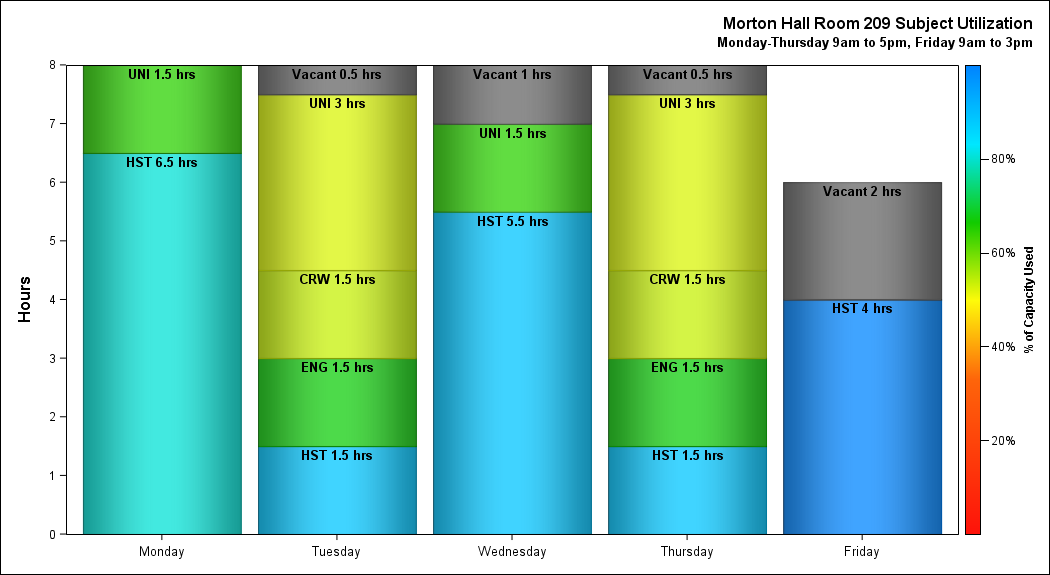 Morton Hall Room 209 Subject Utilization
Monday-Thursday 9am to 5pm, Friday 9am to 3pm
Hours
8
7
6
5
4
3
2
1
0
UNI 1.5 hrs
HST 6.5 hrs
Vacant 0.5 hrs
UNI 3 hrs
CRW 1.5 hrs
ENG 1.5 hrs
HST 1.5 hrs
Vacant 1 hrs
UNI 1.5 hrs
HST 5.5 hrs
Vacant 0.5 hrs
UNI 3 hrs
CRW 1.5 hrs
ENG 1.5 hrs
HST 1.5 hrs
Vacant 2 hrs
HST 4 hrs
Monday
Tuesday
Wednesday
Thursday
Friday
80%
60%
40%
20%
% of Capacity Used